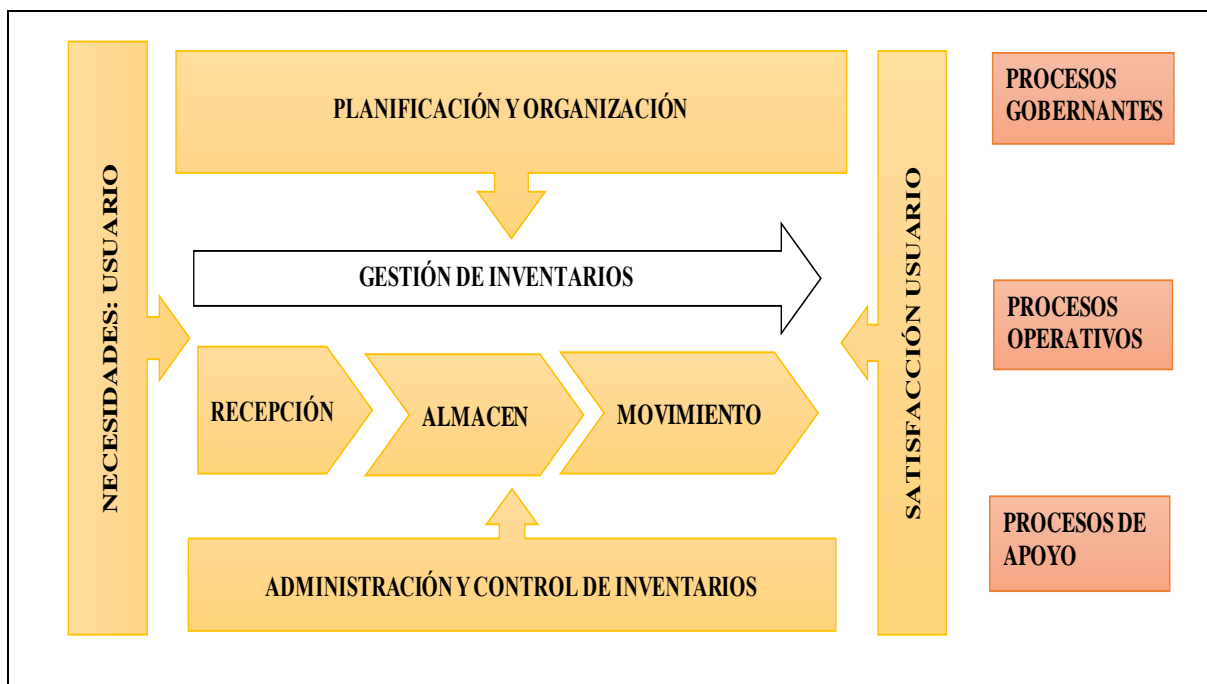 NECESIDADES: USUARIO
PLANIFICACIÓN Y ORGANIZACIÓN
GESTIÓN DE INVENTARIOS
RECEPCIÓN
ALMACEN
MOVIMIENTO
ADMINISTRACIÓN Y CONTROL DE INVENTARIOS
SATISFACCIÓN USUARIO
PROCESOS
GOBERNANTES
PROCESOS
OPERATIVOS
PROCESOS DE
APOYO